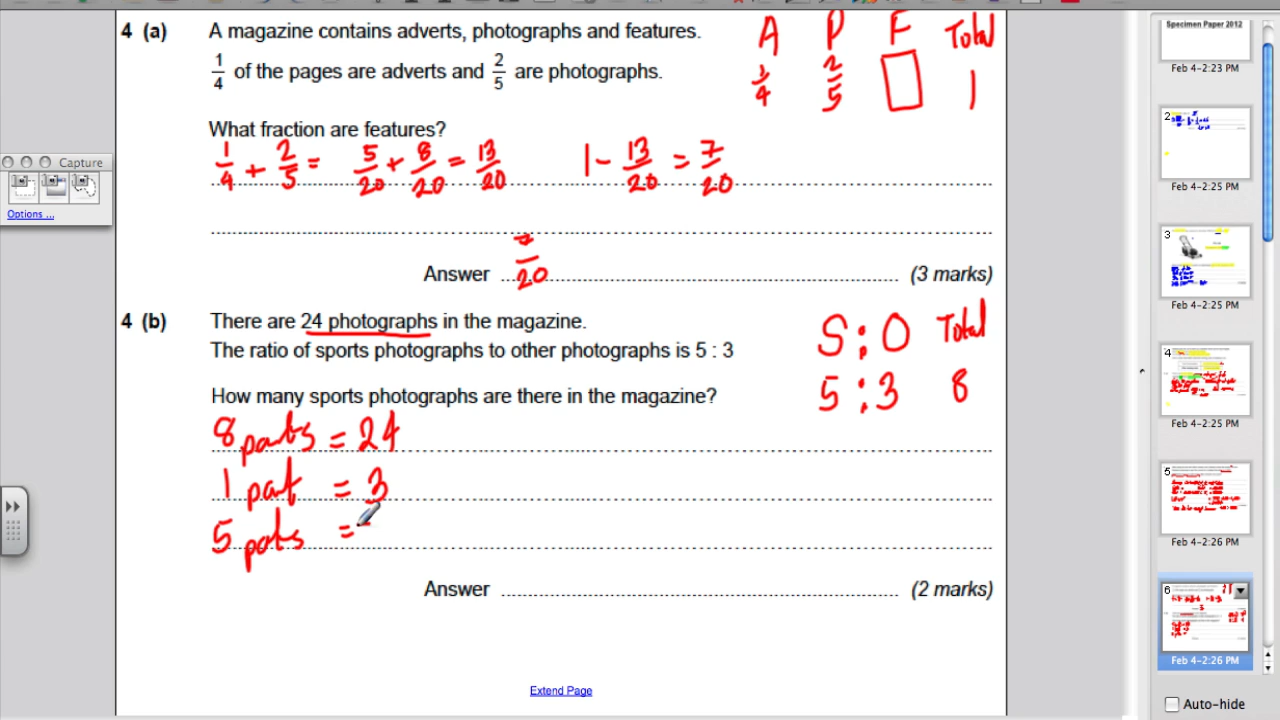 4 (a) A magazine contains adverts, photographs and features.
1/4 of the pages are adverts and 2/5 are photographs.
A P F Total
1/4 2/5 1
What fraction are features?
1/4 + 2/5 = 5/20 + 8/20 = 13/20 1 - 13/20 = 7/20
Answer 7/20 (3 marks)
4 (b) There are 24 photographs in the magazine.
The ratio of sports photographs to other photographs is 5 : 3
S : O Total
5 : 3 8
How many sports photographs are there in the magazine?
8 parts = 24
1 part = 3
5 parts =
Answer (2 marks)
Extend Page
Capture
Options ...
Specimen Paper 2012
Feb 4-2:23 PM
2
Feb 4-2:25 PM
3
Feb 4-2:25 PM
4
Feb 4-2:25 PM
5
Feb 4-2:26 PM
6
Feb 4-2:26 PM
Auto-hide